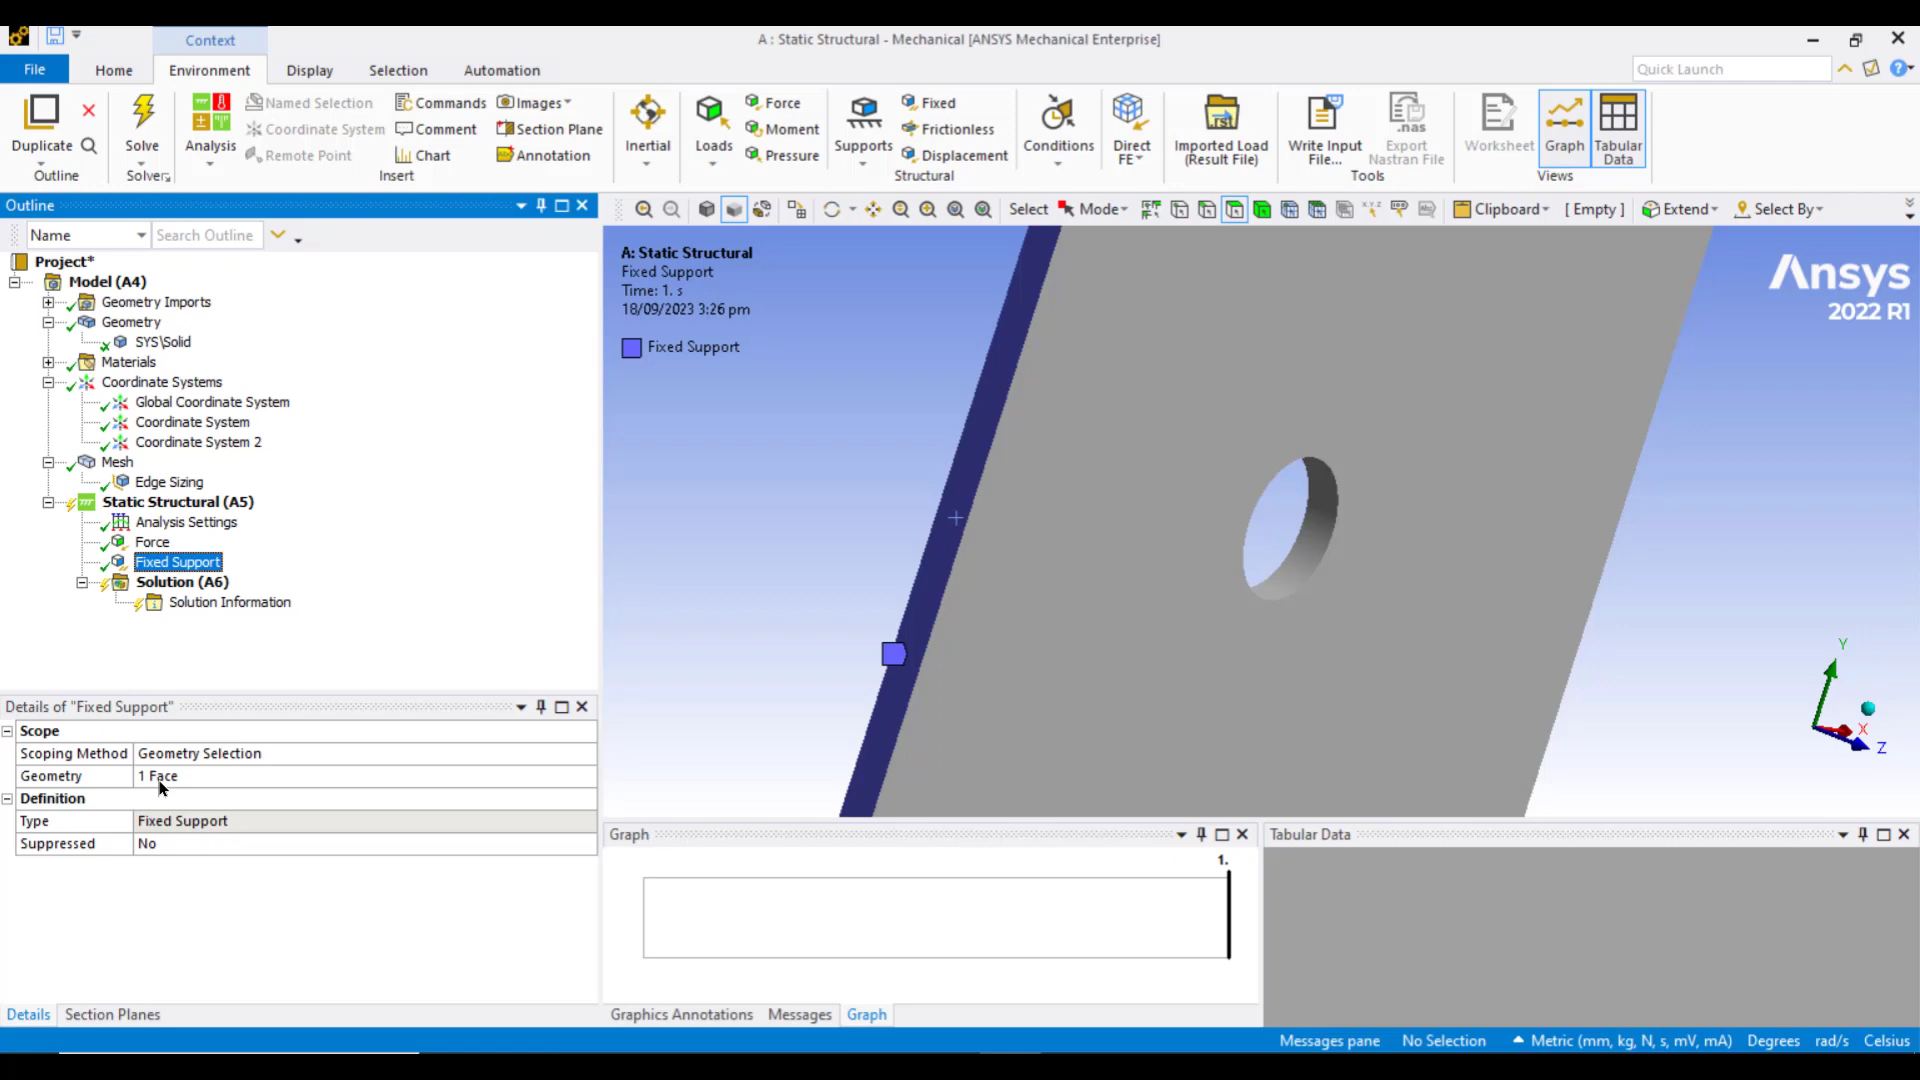 Context
A : Static Structural - Mechanical [ANSYS Mechanical Enterprise]
File Home Environment Display Selection Automation Quick Launch
Duplicate Solve Analysis Named Selection Commands Images Inertial Loads Force Supports Fixed Conditions Direct FE Imported Load (Result File) Write Input File... Export Nastran File Worksheet Graph Tabular Data
Coordinate System Comment Section Plane Moment Frictionless
Remote Point Chart Annotation Pressure Displacement
.rst .nas
Outline Solver Insert Structural Tools Views
Outline
Select Mode Clipboard [ Empty ] Extend Select By
Name Search Outline
Project*
Model (A4)
Geometry Imports
Geometry
SYS\Solid
Materials
Coordinate Systems
Global Coordinate System
Coordinate System
Coordinate System 2
Mesh
Edge Sizing
Static Structural (A5)
Analysis Settings
Force
Fixed Support
Solution (A6)
Solution Information
A: Static Structural
Fixed Support
Time: 1. s
18/09/2023 3:26 pm
Fixed Support
Ansys
2022 R1
Y
X
Z
Details of "Fixed Support"
Scope
Scoping Method Geometry Selection
Geometry 1 Face
Definition
Type Fixed Support
Suppressed No
Details Section Planes
Graph
1.
Tabular Data
Graphics Annotations Messages Graph
Messages pane No Selection Metric (mm, kg, N, s, mV, mA) Degrees rad/s Celsius